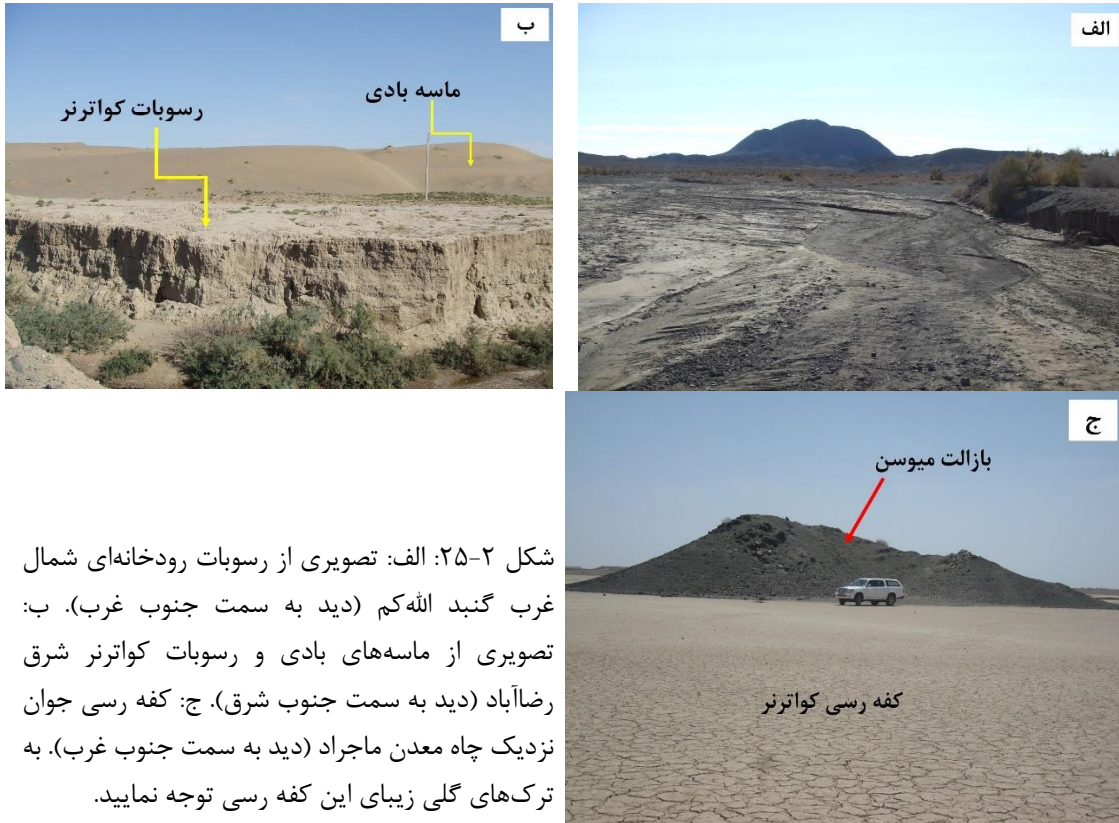 الف
ب
ماسه بادی
رسوبات کواترنر
ج
بازالت میوسن
کفه رسی کواترنر
شکل ۲-۲۵: الف: تصویری از رسوبات رودخانه‌ای شمال
غرب گنبد الله‌کم (دید به سمت جنوب غرب). ب:
تصویری از ماسه‌های بادی و رسوبات کواترنر شرق
رضاآباد (دید به سمت جنوب شرق). ج: کفه رسی جوان
نزدیک چاه معدن ماجراد (دید به سمت جنوب غرب). به
ترک‌های گلی زیبای این کفه رسی توجه نمایید.